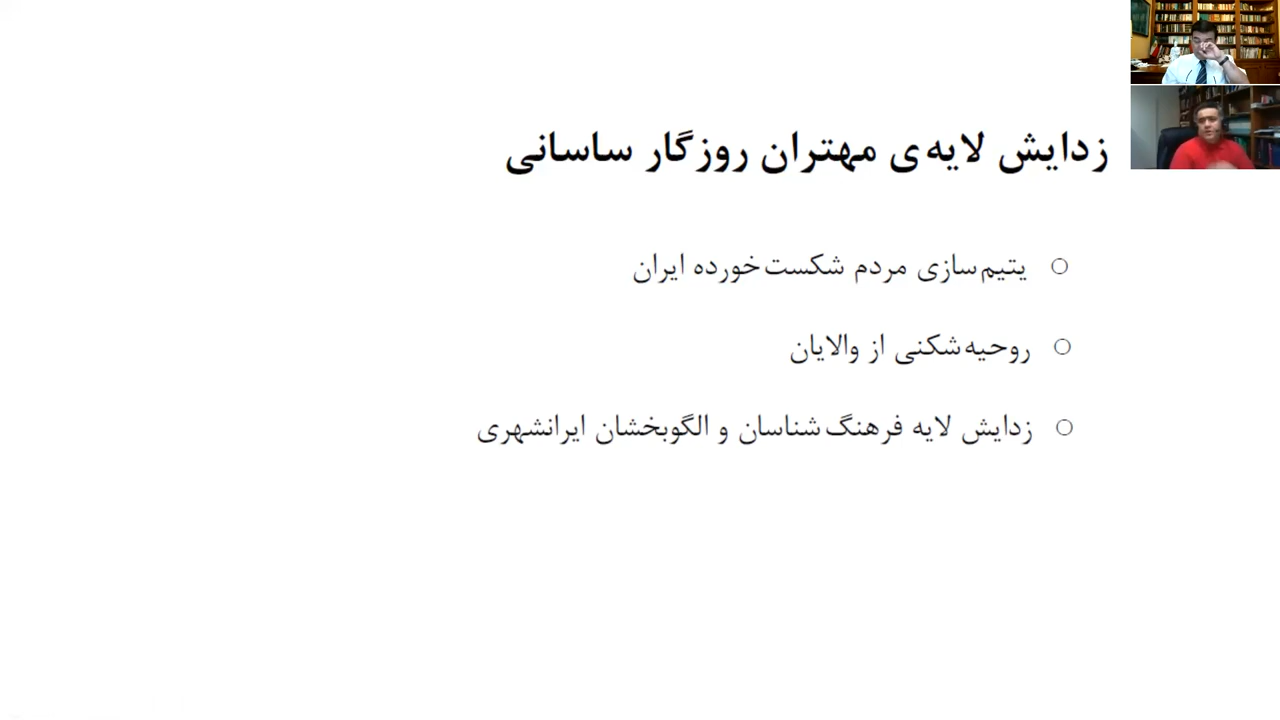 زدایش لایه‌ی مهتران روزگار ساسانی
یتیم‌سازی مردم شکست‌خورده ایران
روحیه‌شکنی از والایان
زدایش لایه فرهنگ‌شناسان و الگوبخشان ایرانشهری